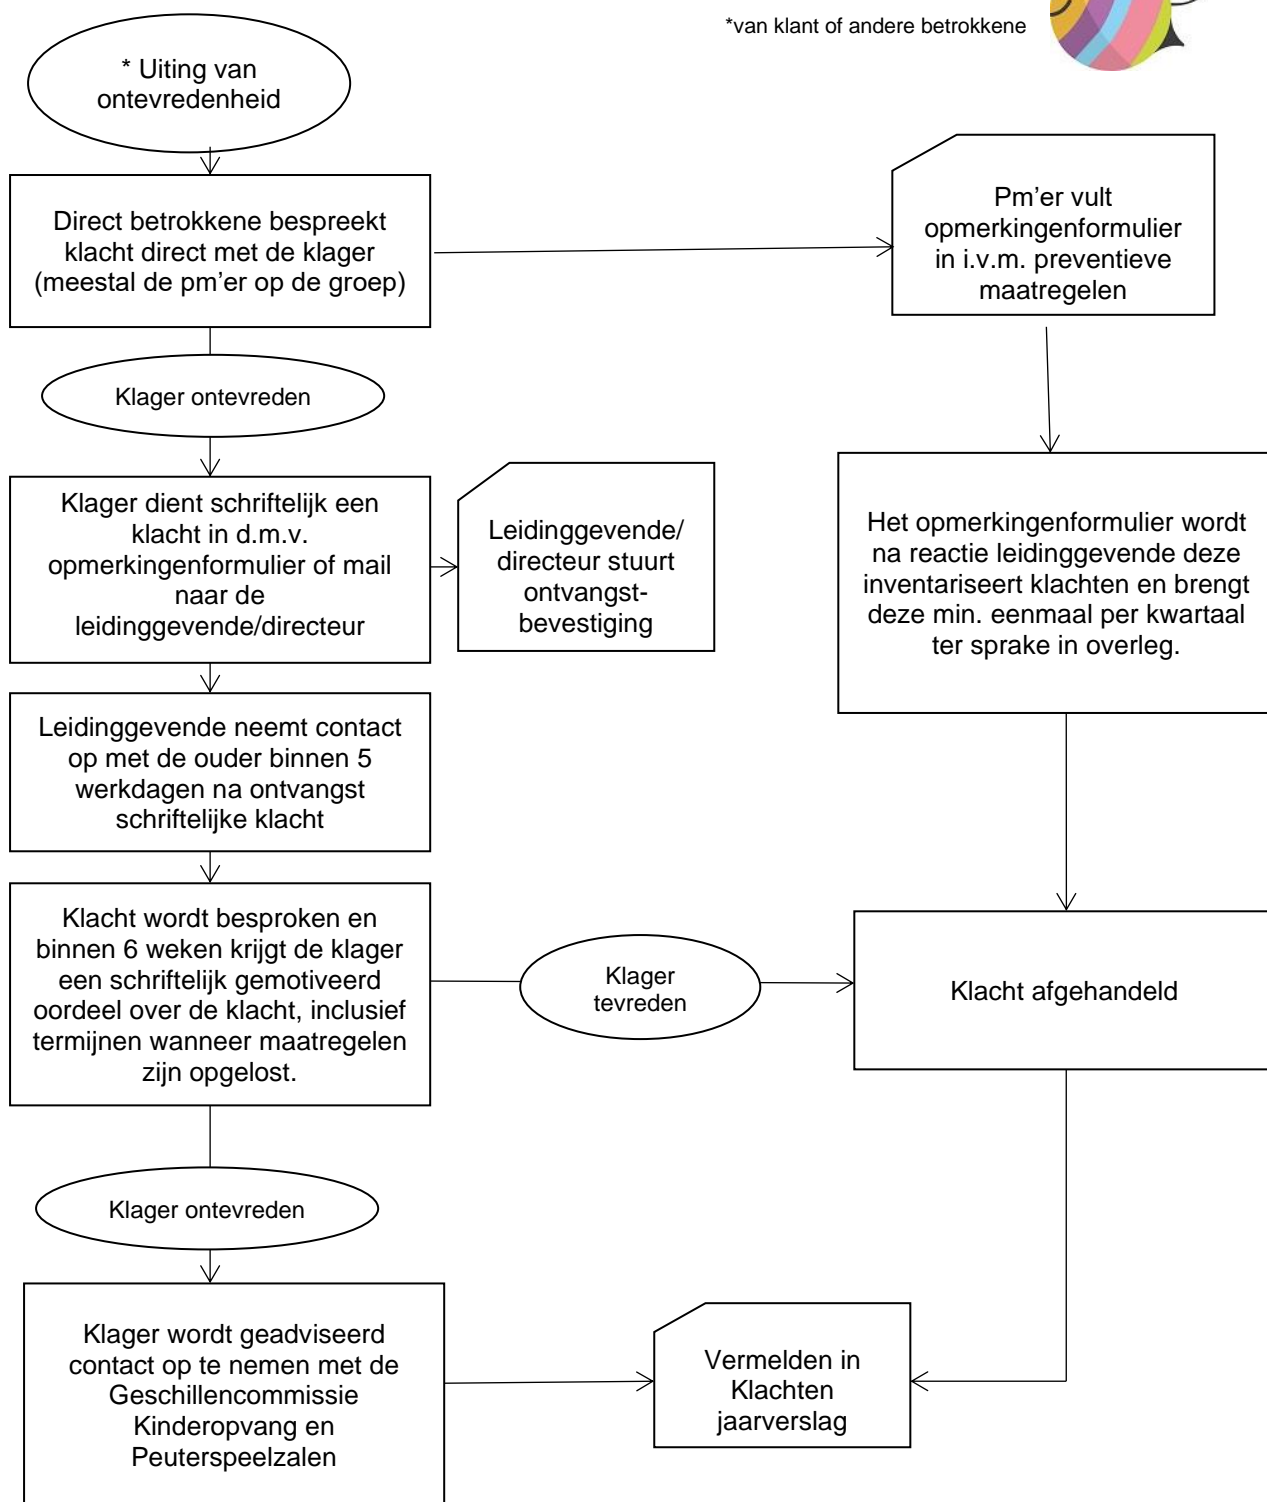 *van klant of andere betrokkene
* Uiting van
ontevredenheid
Direct betrokkene bespreekt
klacht direct met de klager
(meestal de pm'er op de groep)
Pm'er vult
opmerkingenformulier
in i.v.m. preventieve
maatregelen
Klager ontevreden
Klager dient schriftelijk een
klacht in d.m.v.
opmerkingenformulier of mail
naar de
leidinggevende/directeur
Leidinggevende/
directeur stuurt
ontvangst-
bevestiging
Het opmerkingenformulier wordt
na reactie leidinggevende deze
inventariseert klachten en brengt
deze min. eenmaal per kwartaal
ter sprake in overleg.
Leidinggevende neemt contact
op met de ouder binnen 5
werkdagen na ontvangst
schriftelijke klacht
Klacht wordt besproken en
binnen 6 weken krijgt de klager
een schriftelijk gemotiveerd
oordeel over de klacht, inclusief
termijnen wanneer maatregelen
zijn opgelost.
Klager
tevreden
Klacht afgehandeld
Klager ontevreden
Klager wordt geadviseerd
contact op te nemen met de
Geschillencommissie
Kinderopvang en
Peuterspeelzalen
Vermelden in
Klachten
jaarverslag